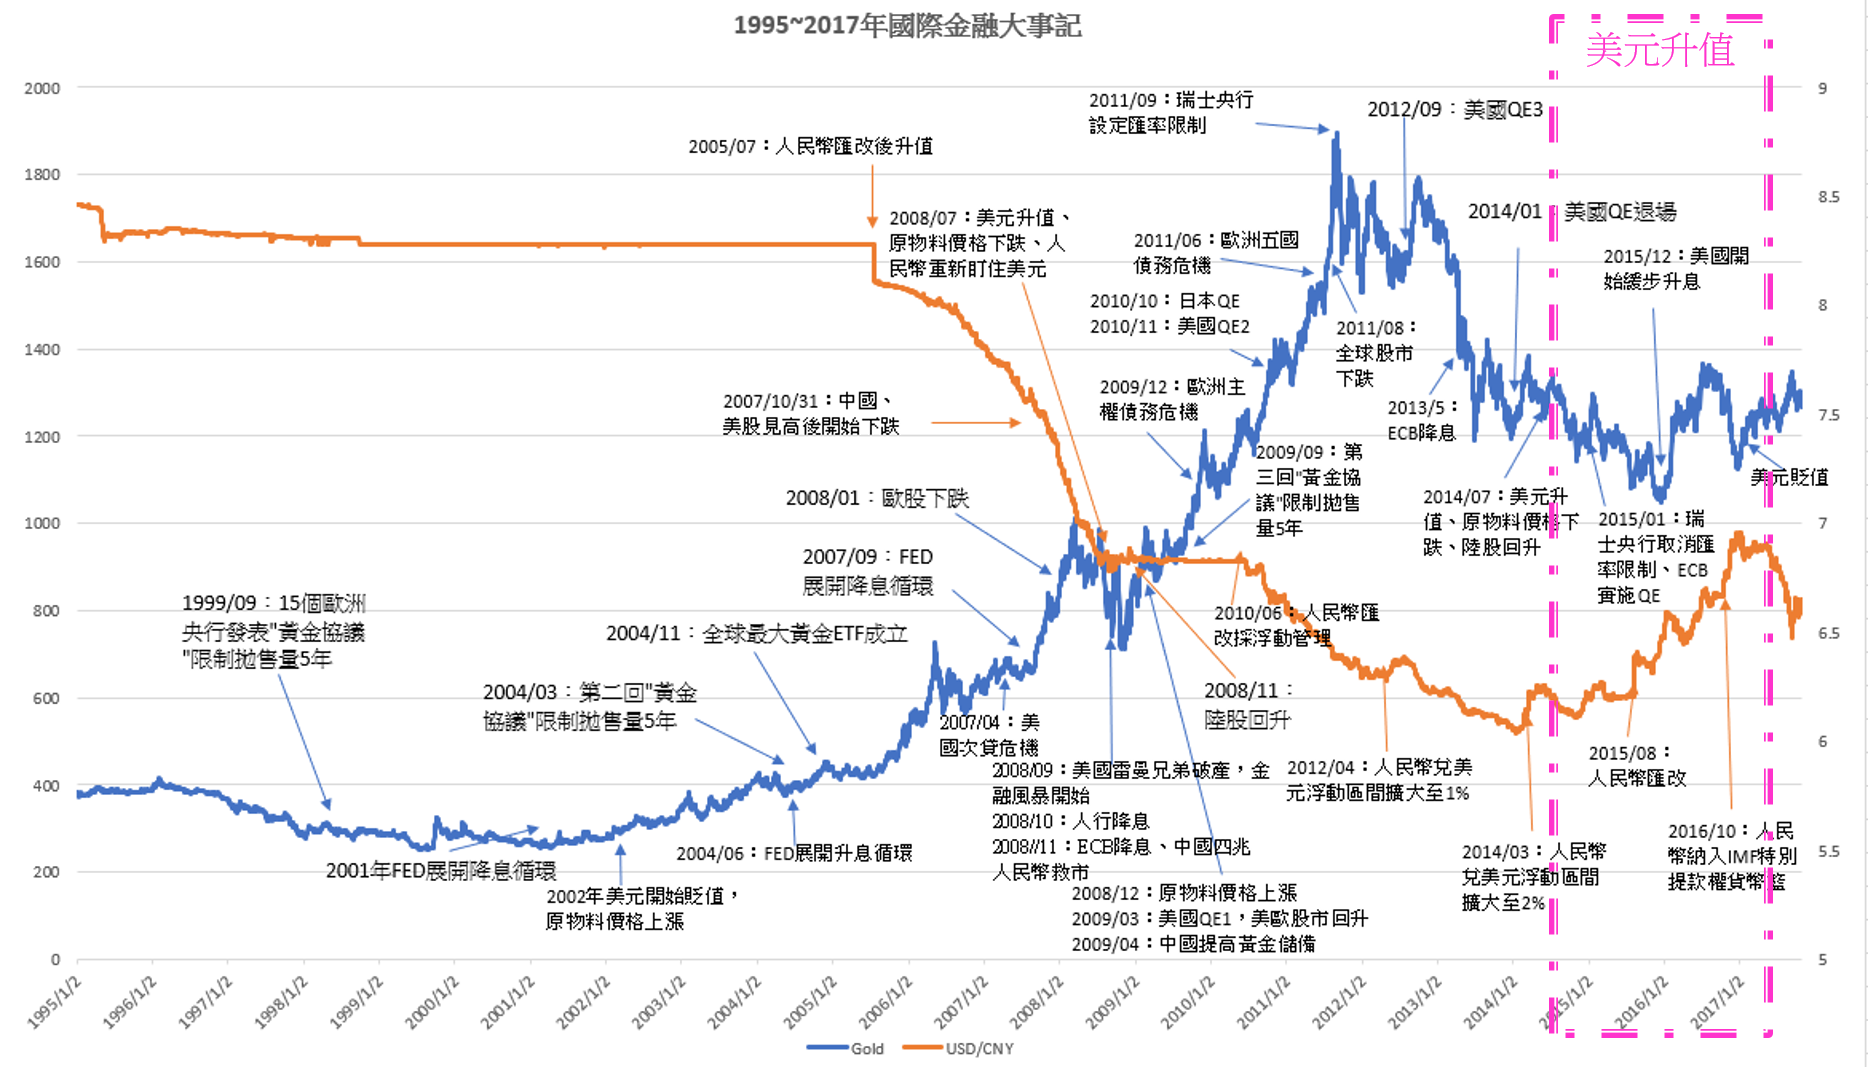 1995~2017年國際金融大事記
美元升值
2000
1800
1600
1400
1200
1000
800
600
400
200
0
9
8.5
8
7.5
7
6.5
6
5.5
5
2005/07：人民幣匯改後升值
2008/07：美元升值、
原物料價格下跌、人
民幣重新盯住美元
2011/09：瑞士央行
設定匯率限制
2012/09：美國QE3
2014/01：美國QE退場
2015/12：美國開
始緩步升息
2011/06：歐洲五國
債務危機
2010/10：日本QE
2010/11：美國QE2
2011/08：
全球股市
下跌
2009/12：歐洲主
權債務危機
2013/5：
ECB降息
2007/10/31：中國、
美股見高後開始下跌
2009/09：第
三回"黃金協
議"限制拋售
量5年
美元貶值
2014/07：美元升
值、原物料價格下
跌、陸股回升
2015/01：瑞
士央行取消匯
率限制、ECB
實施QE
2008/01：歐股下跌
2007/09：FED
展開降息循環
1999/09：15個歐洲
央行發表"黃金協議
"限制拋售量5年
2004/11：全球最大黃金ETF成立
2004/03：第二回"黃金
協議"限制拋售量5年
2010/06：人民幣匯
改採浮動管理
2008/11：
陸股回升
2007/04：美
國次貸危機
2008/09：美國雷曼兄弟破產，金
融風暴開始
2008/10：人行降息
2008//11：ECB降息、中國四兆
人民幣救市
2012/04：人民幣兌美
元浮動區間擴大至1%
2015/08：
人民幣匯改
2004/06：FED展開升息循環
2001年FED展開降息循環
2002年美元開始貶值，
原物料價格上漲
2008/12：原物料價格上漲
2009/03：美國QE1，美歐股市回升
2009/04：中國提高黃金儲備
2014/03：人民幣
兌美元浮動區間
擴大至2%
2016/10：人民
幣納入IMF特別
提款權貨幣籃
1995/1/2
1996/1/2
1997/1/2
1998/1/2
1999/1/2
2000/1/2
2001/1/2
2002/1/2
2003/1/2
2004/1/2
2005/1/2
2006/1/2
2007/1/2
2008/1/2
2009/1/2
2010/1/2
2011/1/2
2012/1/2
2013/1/2
2014/1/2
2015/1/2
2016/1/2
2017/1/2
Gold
USD/CNY